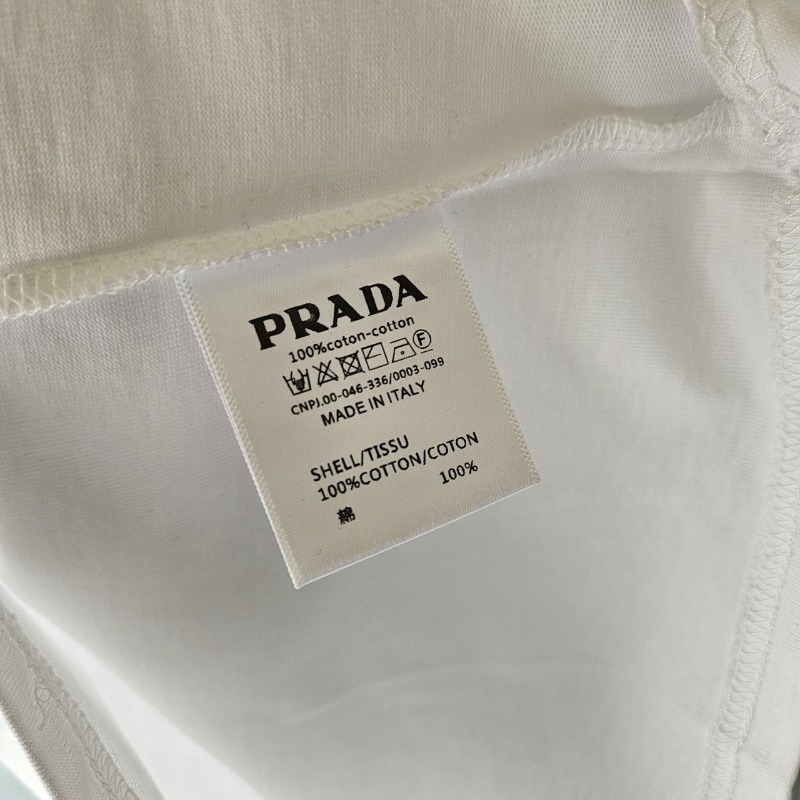 PRADA
100%coton-cotton
F
CNPJ.00-046-336/0003-099
MADE IN ITALY
SHELL/TISSU
100%COTTON/COTON
100%
綿